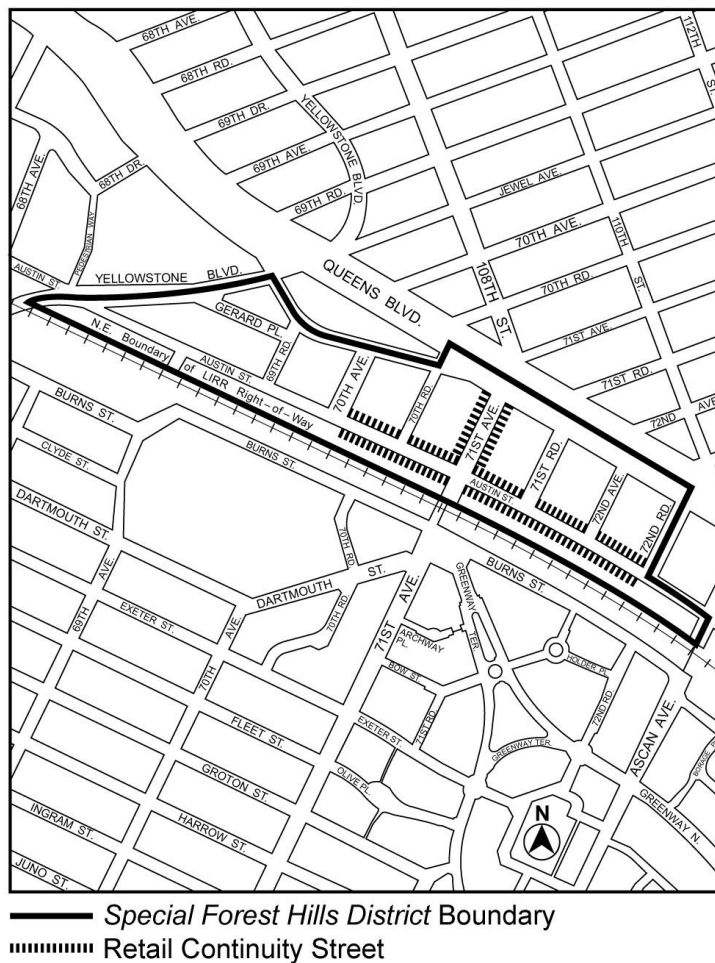 68TH AVE.
68TH RD.
69TH DR.
YELLOWSTONE BLVD.
112TH
ST.
69TH AVE.
69TH RD.
68TH AVE.
68TH DR.
PEDESTRIAN WAY
JEWEL AVE.
70TH AVE.
110TH
ST.
108TH
ST.
70TH RD.
71ST AVE.
71ST RD.
72ND AVE
QUEENS BLVD.
AUSTIN ST.
YELLOWSTONE BLVD.
GERARD PL.
N.E. Boundary
of LIRR Right-of-Way
AUSTIN ST.
69TH RD.
70TH AVE.
70TH RD.
71ST AVE.
AUSTIN ST.
71ST RD.
72ND AVE.
72ND RD.
BURNS ST.
BURNS ST.
CLYDE ST.
DARTMOUTH ST.
69TH
AVE.
EXETER ST.
70TH
AVE.
DARTMOUTH
ST.
70TH RD.
70TH RD.
71ST
AVE.
GREENWAY
TER.
BURNS ST.
ARCHWAY
PL.
BOW ST.
71ST RD.
HOLDER PL.
72ND RD
ASCAN AVE.
EXETER ST.
GREENWAY TER.
FLEET ST.
GROTON ST.
OLIVE PL.
INGRAM ST.
HARROW ST.
JUNO ST.
GREENWAY N.
N
Special Forest Hills District Boundary
Retail Continuity Street